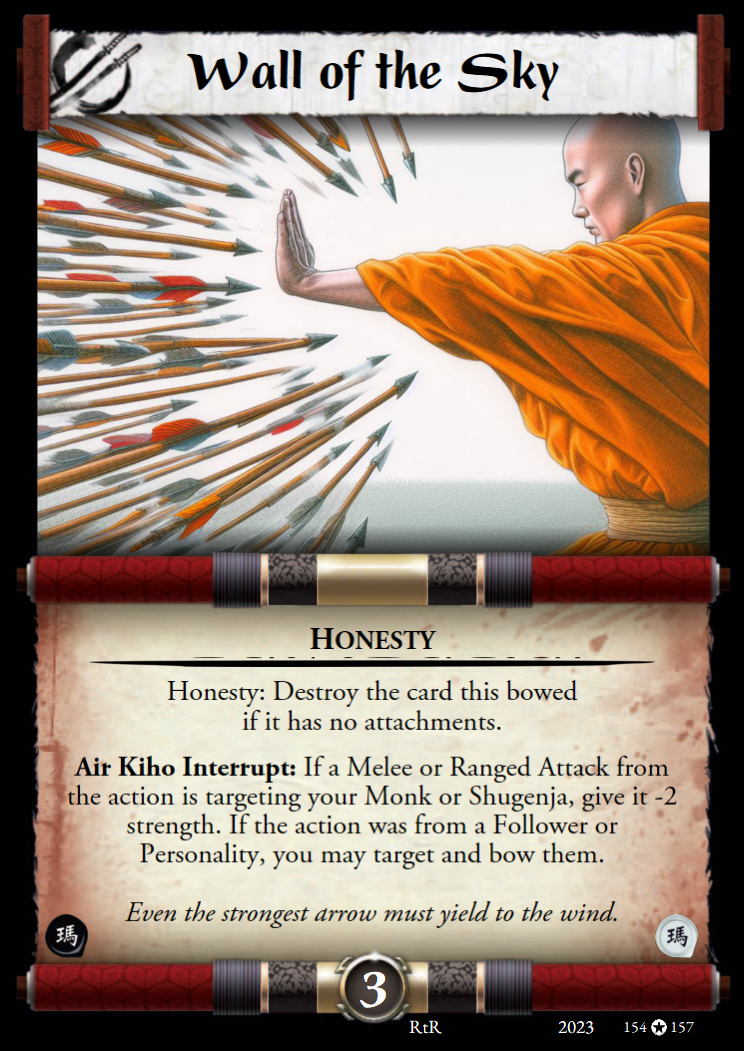 Wall of the Sky
HONESTY
Honesty: Destroy the card this bowed
if it has no attachments.
Air Kiho Interrupt: If a Melee or Ranged Attack from
the action is targeting your Monk or Shugenja, give it -2
strength. If the action was from a Follower or
Personality, you may target and bow them.
Even the strongest arrow must yield to the wind.
瑪 瑪
3
RtR 2023 154 ✪ 157